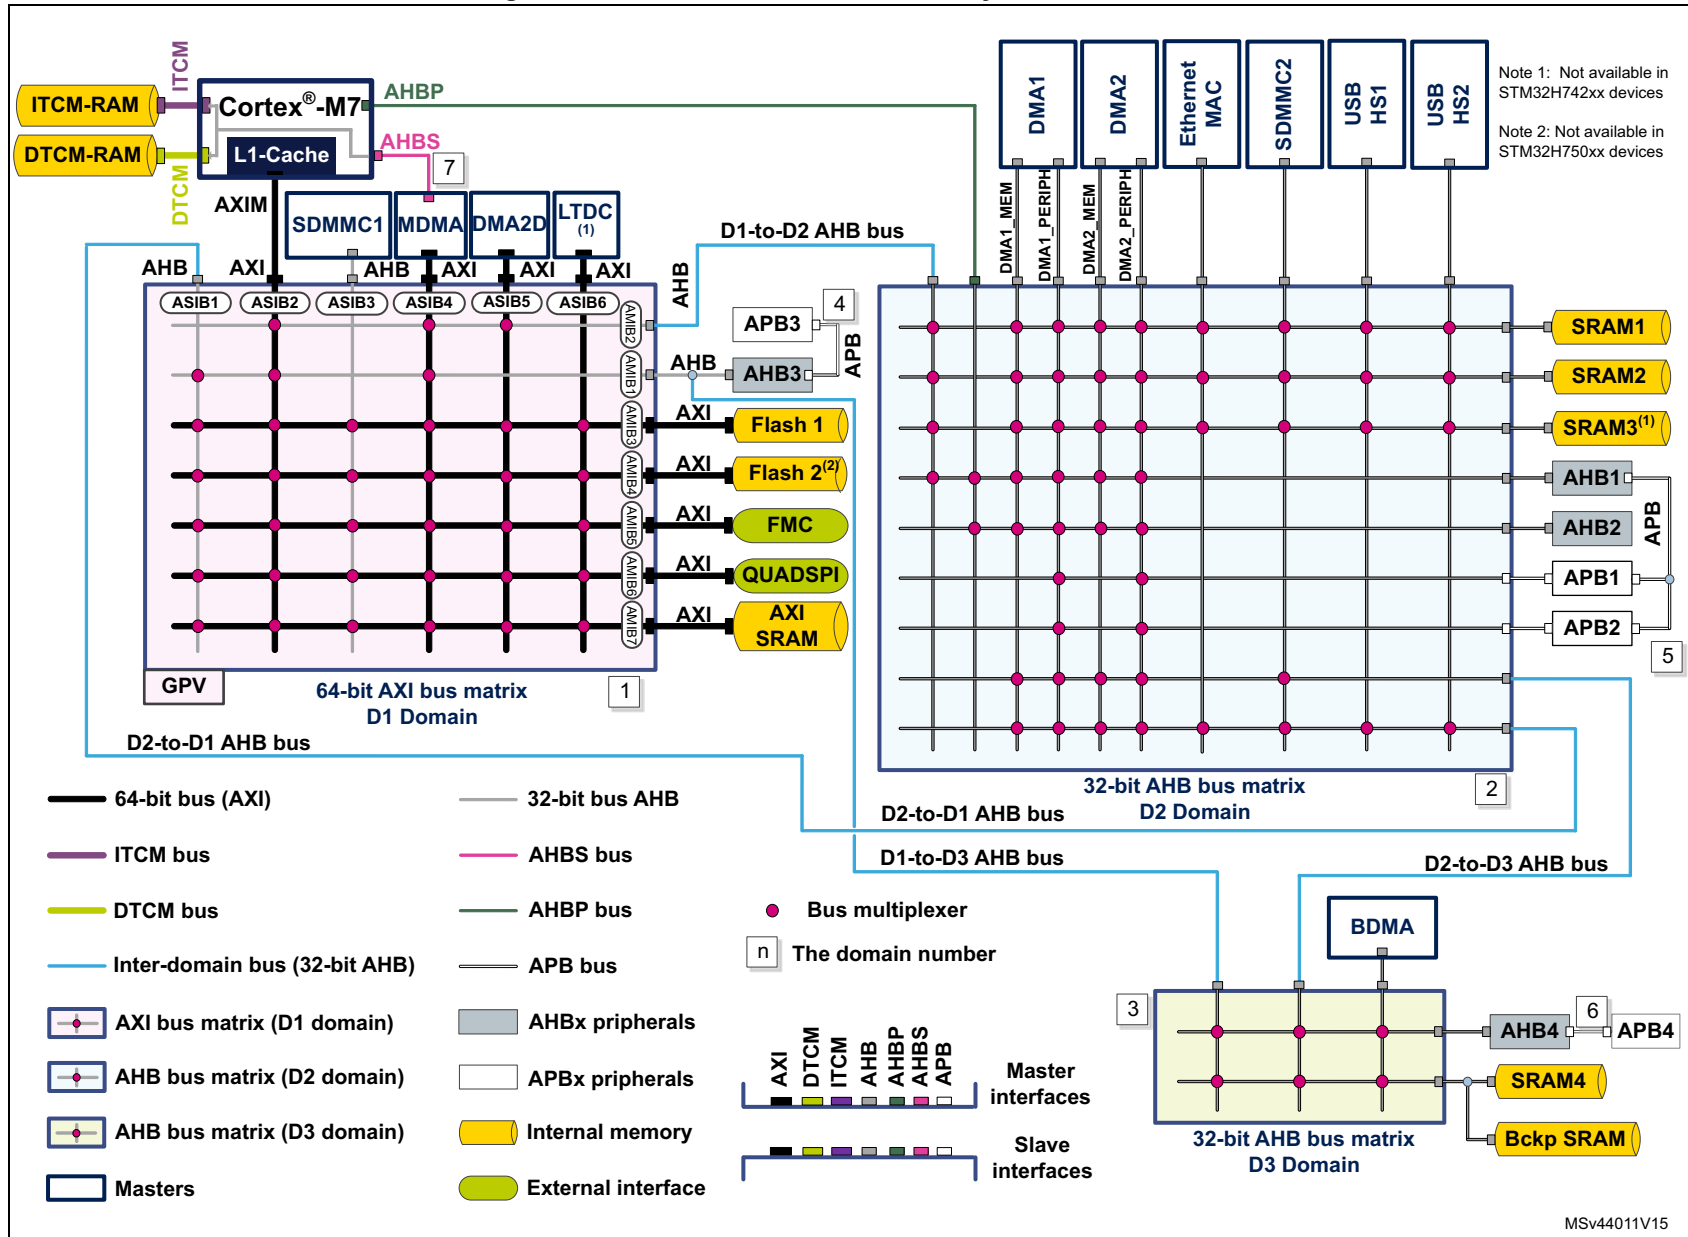 ITCM
ITCM-RAM
DTCM-RAM
DTCM
Cortex®-M7
L1-Cache
AHBP
AHBS
7
AXIM
SDMMC1
MDMA
DMA2D
LTDC
(1)
AHB
AXI
AHB
AXI
AXI
AXI
ASIB1
ASIB2
ASIB3
ASIB4
ASIB5
ASIB6
AMIB2
AMIB1
AMIB3
AMIB4
AMIB5
AMIB6
AMIB7
AHB
D1-to-D2 AHB bus
APB3
4
AHB
AHB3
APB
AXI
Flash 1
AXI
Flash 2(2)
AXI
FMC
AXI
QUADSPI
AXI
AXI
SRAM
GPV
64-bit AXI bus matrix
D1 Domain
1
D2-to-D1 AHB bus
DMA1
DMA2
Ethernet
MAC
SDMMC2
USB
HS1
USB
HS2
Note 1: Not available in
STM32H742xx devices
Note 2: Not available in
STM32H750xx devices
DMA1_MEM
DMA1_PERIPH
DMA2_MEM
DMA2_PERIPH
SRAM1
SRAM2
SRAM3(1)
AHB1
AHB2
APB
APB1
APB2
5
32-bit AHB bus matrix
D2 Domain
2
D2-to-D1 AHB bus
D1-to-D3 AHB bus
D2-to-D3 AHB bus
BDMA
3
AHB4
6
APB4
SRAM4
Bckp SRAM
32-bit AHB bus matrix
D3 Domain
64-bit bus (AXI)
32-bit bus AHB
ITCM bus
AHBS bus
DTCM bus
AHBP bus
Bus multiplexer
Inter-domain bus (32-bit AHB)
APB bus
n
The domain number
AXI bus matrix (D1 domain)
AHBx pripherals
AHB bus matrix (D2 domain)
APBx pripherals
AHB bus matrix (D3 domain)
Internal memory
Masters
External interface
AXI
DTCM
ITCM
AHB
AHBP
AHBS
APB
Master
interfaces
Slave
interfaces
MSv44011V15